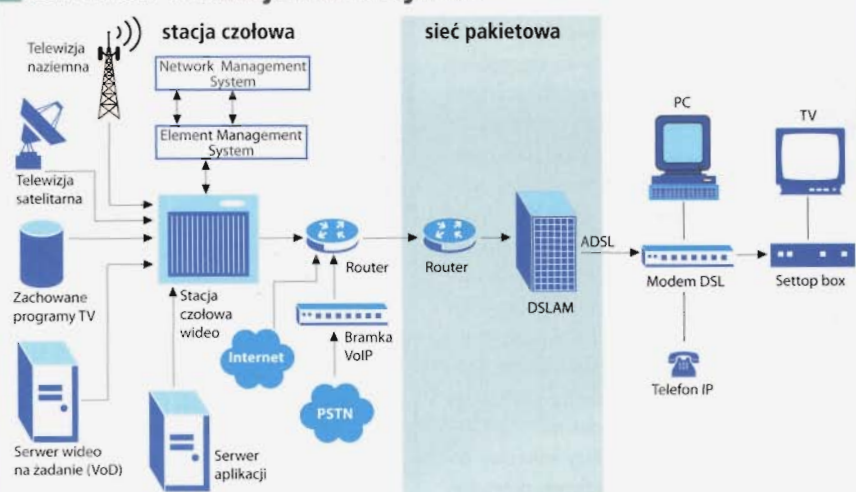 stacja czołowa
sieć pakietowa
Telewizja
naziemna
Network Management
System
Element Management
System
PC
TV
Telewizja
satelitarna
ADSL
Router
Router
Modem DSL
Settop box
Zachowane
programy TV
Stacja
czołowa
wideo
DSLAM
Internet
Bramka
VoIP
Telefon IP
PSTN
Serwer wideo
na żadanie (VoD)
Serwer
aplikacji